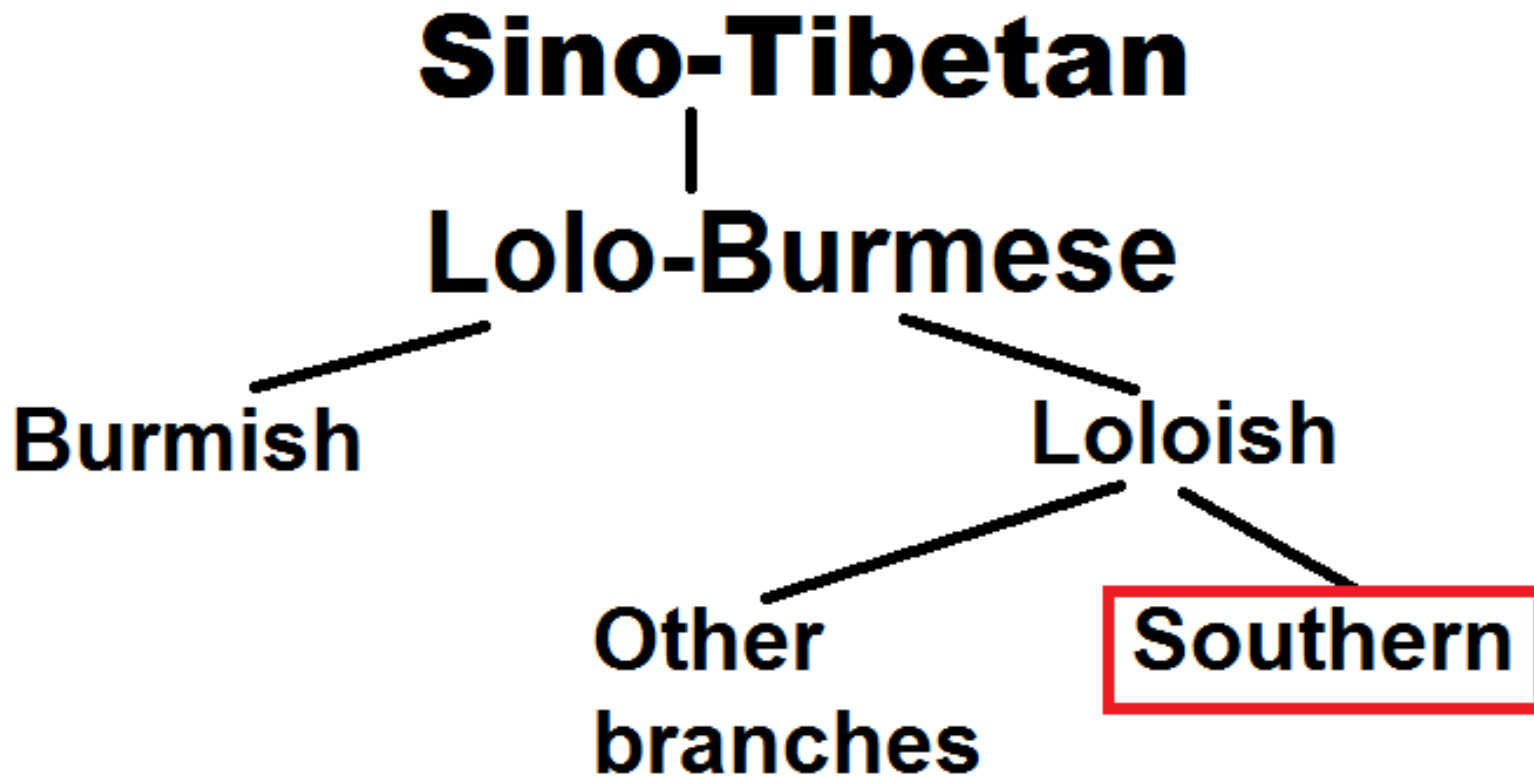 Sino-Tibetan
Lolo-Burmese
Burmish
Loloish
Other
branches
Southern